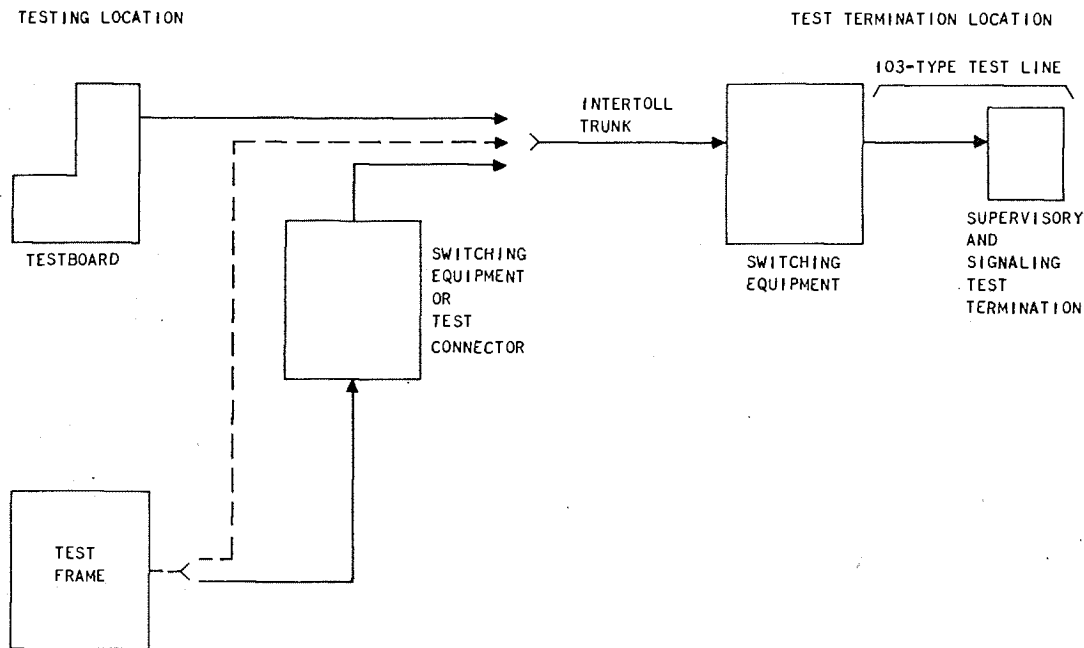 TESTING LOCATION
TEST TERMINATION LOCATION
103-TYPE TEST LINE
INTERTOLL
TRUNK
TESTBOARD
SWITCHING
EQUIPMENT
OR
TEST
CONNECTOR
SWITCHING
EQUIPMENT
SUPERVISORY
AND
SIGNALING
TEST
TERMINATION
TEST
FRAME